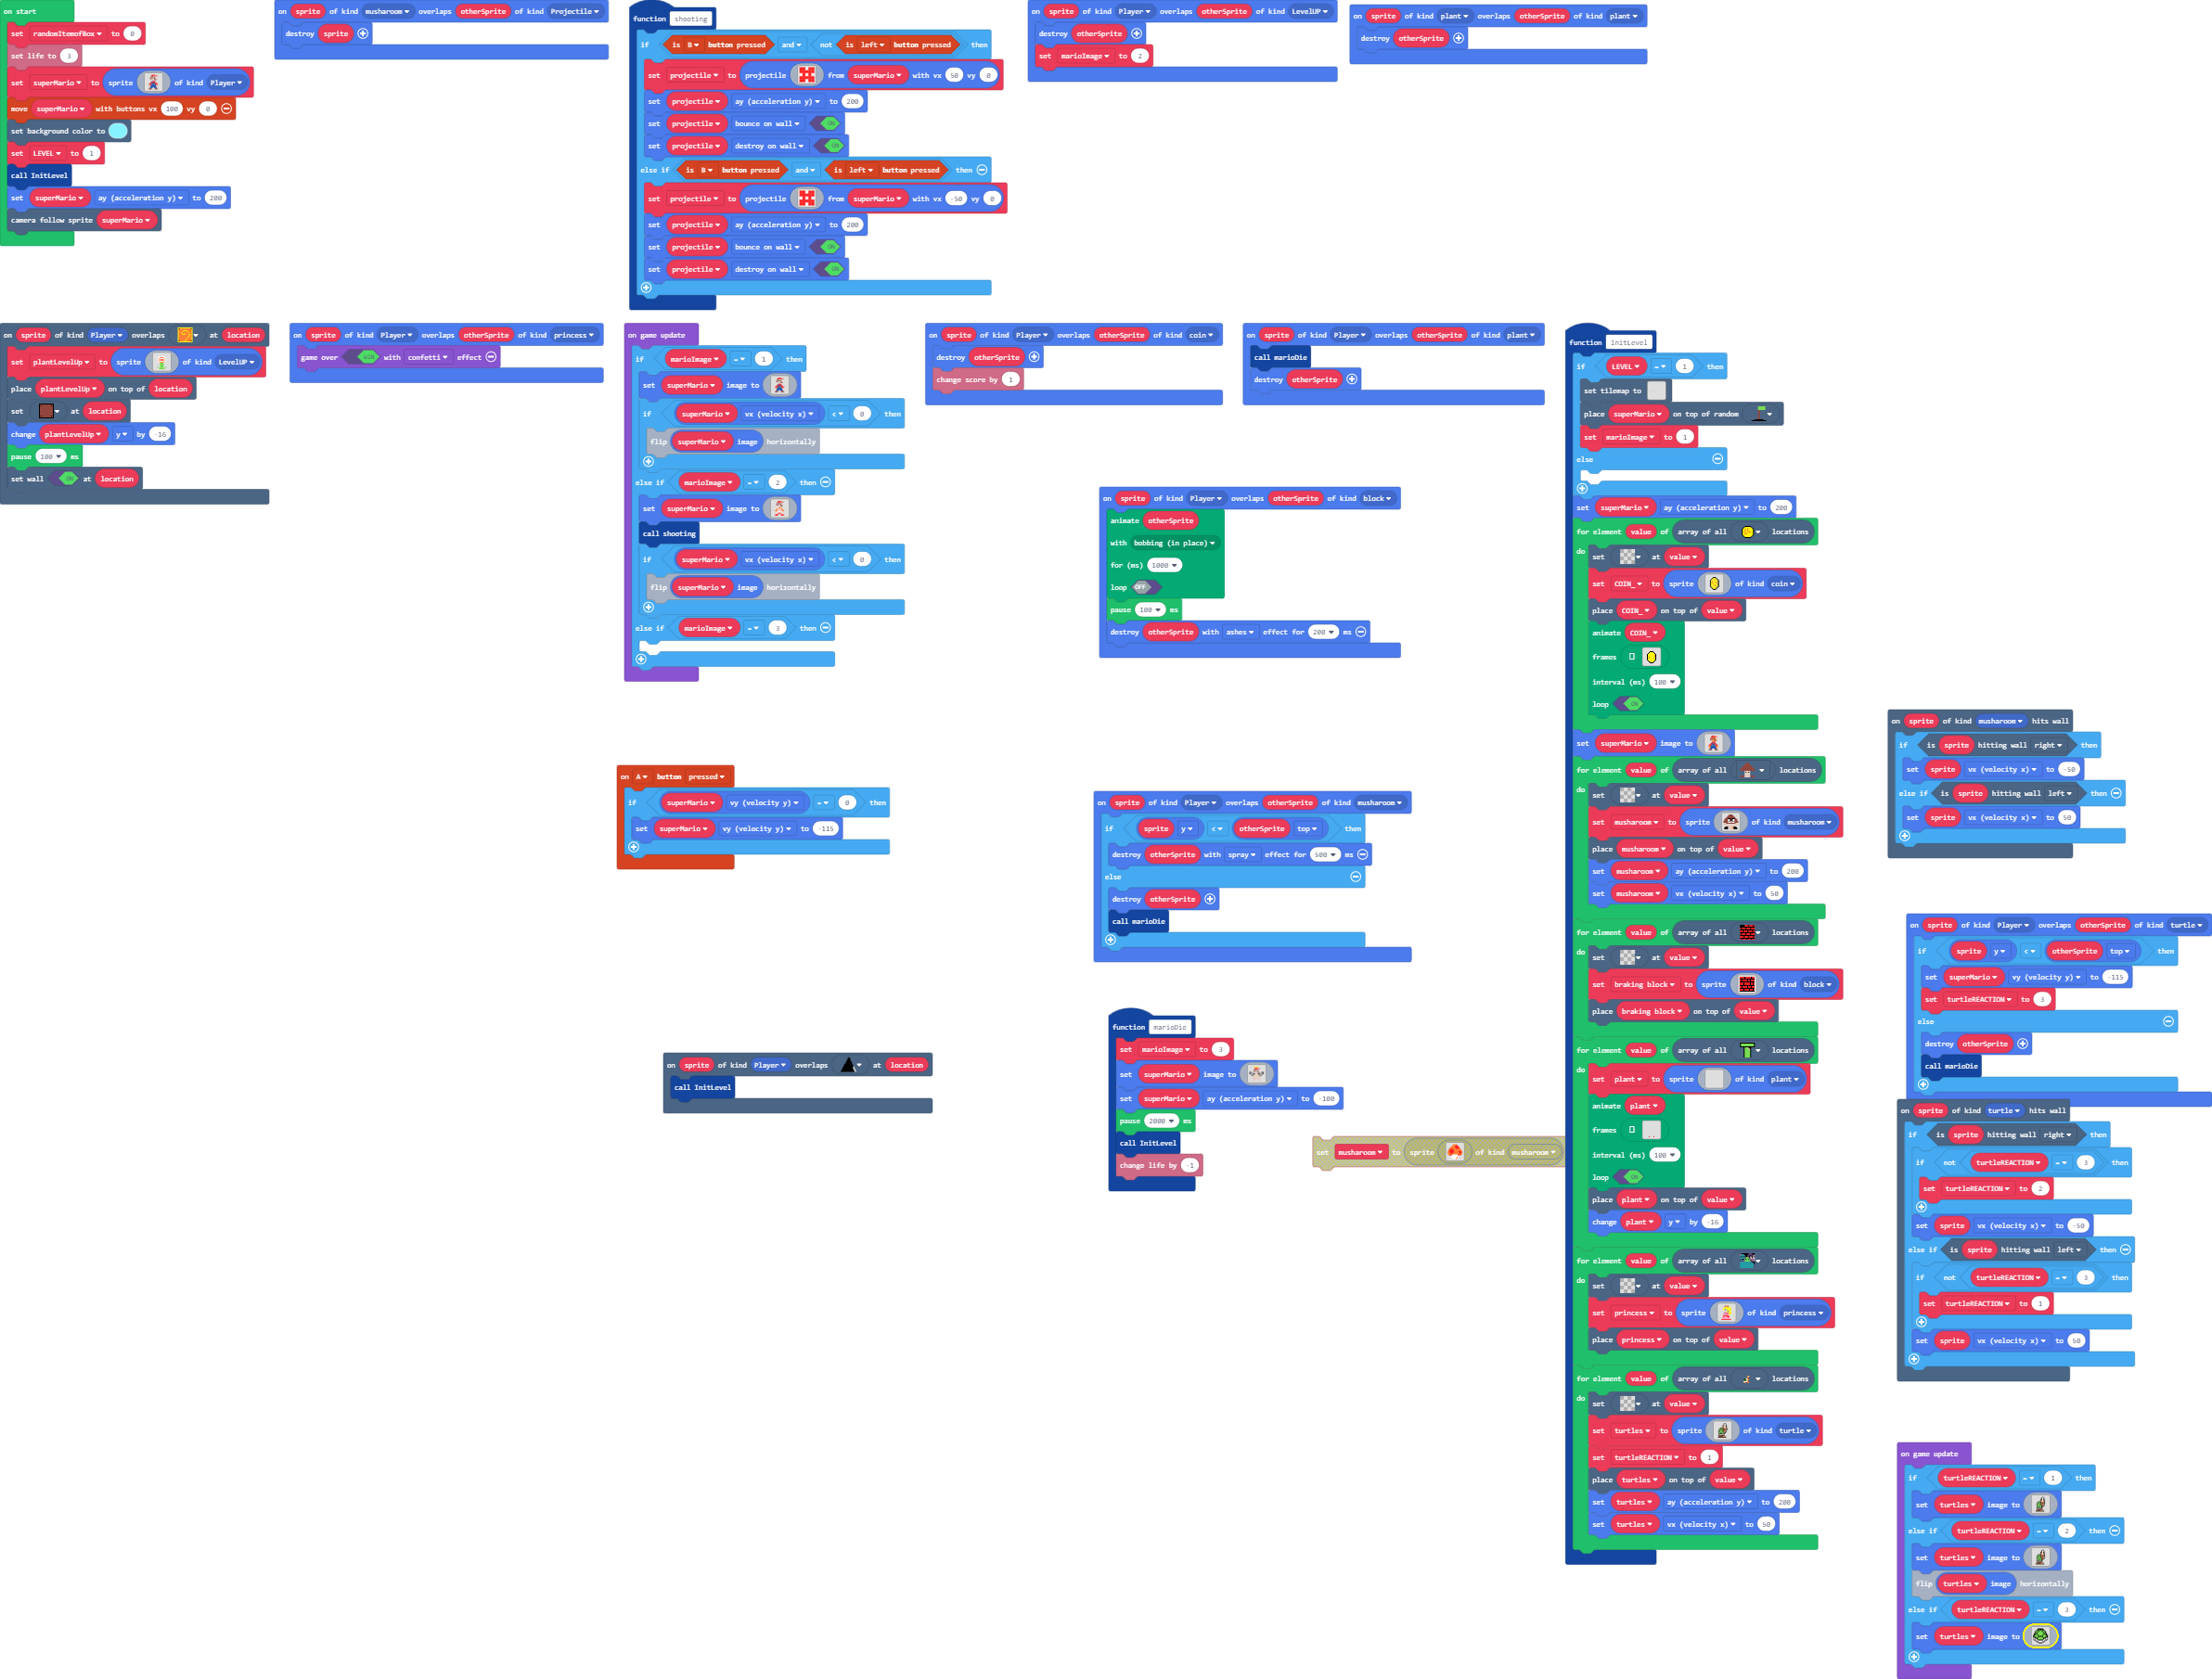 on start
set randomItemofBox to 0
set life to 3
set superMario to sprite of kind Player
move superMario with buttons vx 100 vy 0
set background color to
set LEVEL to 1
call InitLevel
set superMario ay (acceleration y) to 200
camera follow sprite superMario
on sprite of kind musharoom overlaps otherSprite of kind Projectile
destroy sprite
function shooting
if is B button pressed and not is left button pressed then
set projectile to projectile from superMario with vx 50 vy 0
set projectile ay (acceleration y) to 200
set projectile bounce on wall ON
set projectile destroy on wall ON
else if is B button pressed and is left button pressed then
set projectile to projectile from superMario with vx -50 vy 0
set projectile ay (acceleration y) to 200
set projectile bounce on wall ON
set projectile destroy on wall ON
on sprite of kind Player overlaps otherSprite of kind LevelUP
destroy otherSprite
set marioImage to 2
on sprite of kind plant overlaps otherSprite of kind plant
destroy otherSprite
on sprite of kind Player overlaps at location
set plantLevelUp to sprite of kind LevelUP
place plantLevelUp on top of location
set at location
change plantLevelUp y by -16
pause 100 ms
set wall ON at location
on sprite of kind Player overlaps otherSprite of kind princess
game over WIN with confetti effect
on game update
if marioImage = 1 then
set superMario image to
if superMario vx (velocity x) < 0 then
flip superMario image horizontally
else if marioImage = 2 then
set superMario image to
call shooting
if superMario vx (velocity x) < 0 then
flip superMario image horizontally
else if marioImage = 3 then
on sprite of kind Player overlaps otherSprite of kind coin
destroy otherSprite
change score by 1
on sprite of kind Player overlaps otherSprite of kind plant
call marioDie
destroy otherSprite
on sprite of kind Player overlaps otherSprite of kind block
animate otherSprite
with bobbing (in place)
for (ms) 1000
loop OFF
pause 100 ms
destroy otherSprite with ashes effect for 200 ms
on A button pressed
if superMario vy (velocity y) = 0 then
set superMario vy (velocity y) to -115
on sprite of kind Player overlaps otherSprite of kind musharoom
if sprite y < otherSprite top then
destroy otherSprite with spray effect for 500 ms
else
destroy otherSprite
call marioDie
on sprite of kind Player overlaps at location
call InitLevel
function marioDie
set marioImage to 3
set superMario image to
set superMario ay (acceleration y) to -100
pause 2000 ms
call InitLevel
change life by -1
set musharoom to sprite of kind musharoom
function initLevel
if LEVEL = 1 then
set tilemap to
place superMario on top of random
set marioImage to 1
else
set superMario ay (acceleration y) to 200
for element value of array of all locations
do set at value
set COIN_ to sprite of kind coin
place COIN_ on top of value
animate COIN_
frames
interval (ms) 100
loop ON
set superMario image to
for element value of array of all locations
do set at value
set musharoom to sprite of kind musharoom
place musharoom on top of value
set musharoom ay (acceleration y) to 200
set musharoom vx (velocity x) to 50
for element value of array of all locations
do set at value
set braking block to sprite of kind block
place braking block on top of value
for element value of array of all locations
do set plant to sprite of kind plant
animate plant
frames
interval (ms) 100
loop ON
place plant on top of value
change plant y by -16
for element value of array of all locations
do set at value
set princess to sprite of kind princess
place princess on top of value
for element value of array of all locations
do set at value
set turtles to sprite of kind turtle
set turtleREACTION to 1
place turtles on top of value
set turtles ay (acceleration y) to 200
set turtles vx (velocity x) to 50
on sprite of kind musharoom hits wall
if is sprite hitting wall right then
set sprite vx (velocity x) to -50
else if is sprite hitting wall left then
set sprite vx (velocity x) to 50
on sprite of kind Player overlaps otherSprite of kind turtle
if sprite y < otherSprite top then
set superMario vy (velocity y) to -115
set turtleREACTION to 3
else
destroy otherSprite
call marioDie
on sprite of kind turtle hits wall
if is sprite hitting wall right then
if not turtleREACTION = 3 then
set turtleREACTION to 2
set sprite vx (velocity x) to -50
else if is sprite hitting wall left then
if not turtleREACTION = 3 then
set turtleREACTION to 1
set sprite vx (velocity x) to 50
on game update
if turtleREACTION = 1 then
set turtles image to
else if turtleREACTION = 2 then
set turtles image to
flip turtles image horizontally
else if turtleREACTION = 3 then
set turtles image to